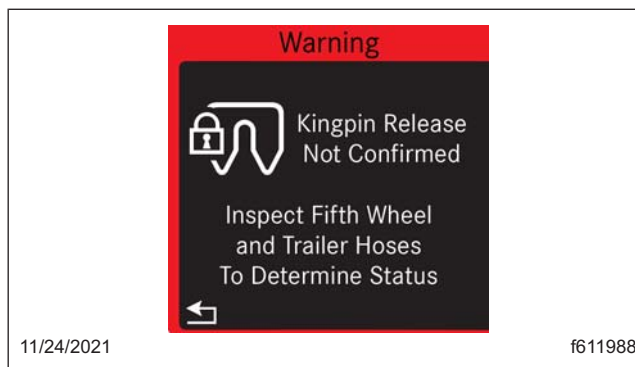 Warning
Kingpin Release
Not Confirmed
Inspect Fifth Wheel
and Trailer Hoses
To Determine Status
11/24/2021
f611988